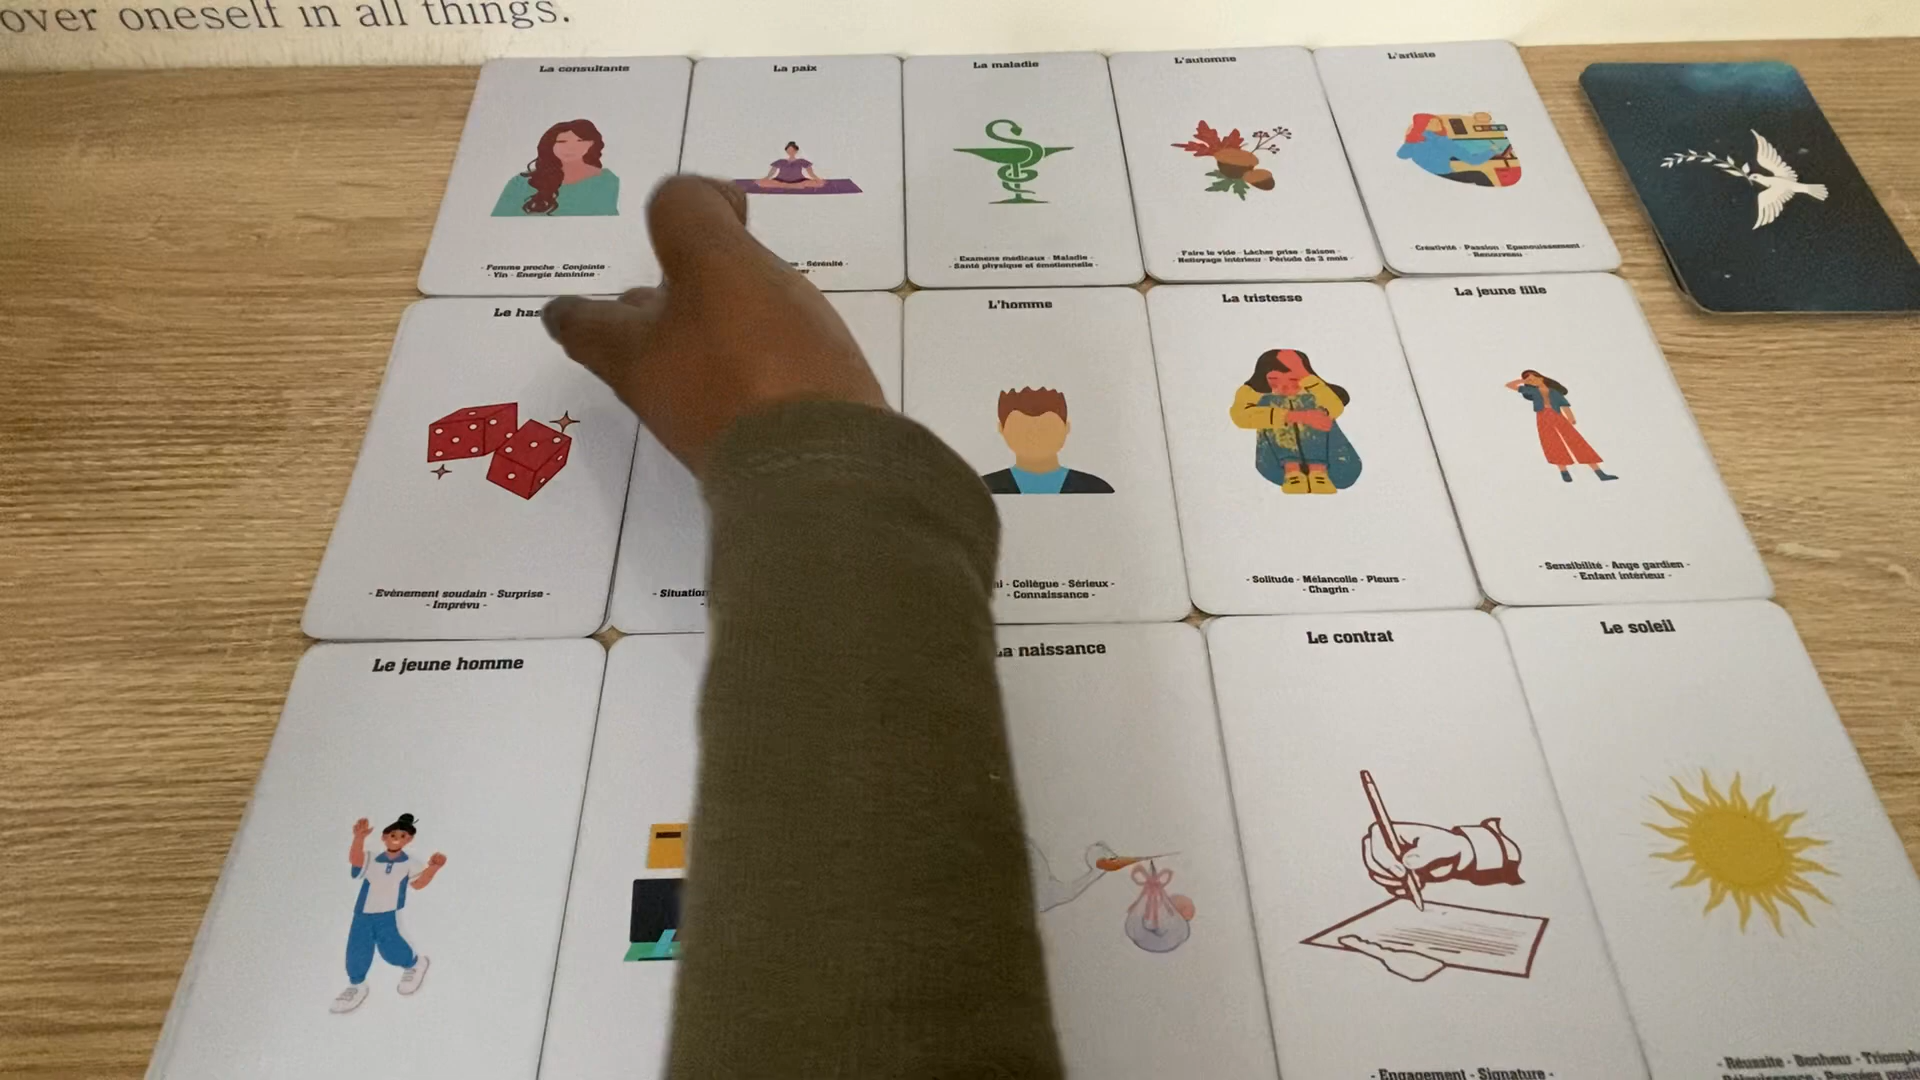 over oneself in all things.
La consultante
- Femme proche - Conjointe -
- Yin - Energie féminine -
La paix
- Sérénité -
La maladie
- Examens médicaux - Maladie -
- Santé physique et émotionnelle -
L'automne
- Faire le vide - Lâcher prise - Saison -
- Nettoyage intérieur - Période de 3 mois -
L'artiste
- Créativité - Passion - Epanouissement -
- Renouveau -
Le has
- Evènement soudain - Surprise -
- Imprévu -
- Situation
L'homme
- Collègue - Sérieux -
- Connaissance -
La tristesse
- Solitude - Mélancolie - Pleurs -
- Chagrin -
La jeune fille
- Sensibilité - Ange gardien -
- Enfant intérieur -
Le jeune homme
La naissance
Le contrat
- Engagement - Signature -
Le soleil
- Réussite - Bonheur - Triomphe